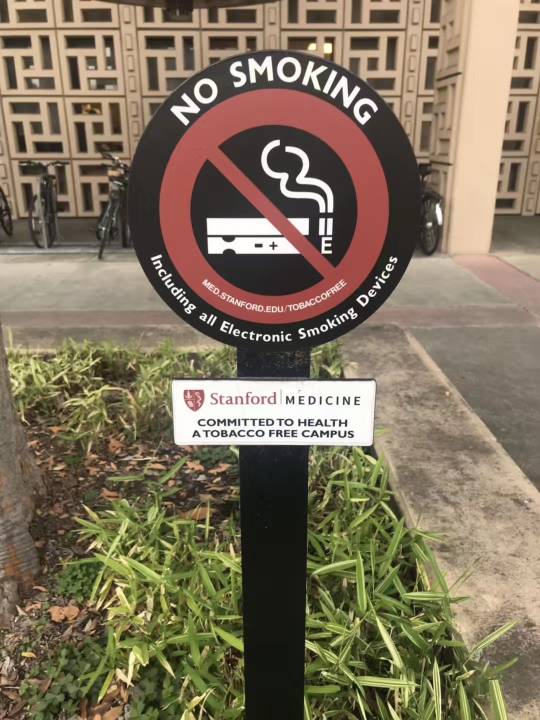 NO SMOKING
- +
E
MED.STANFORD.EDU/TOBACCOFREE
Including all Electronic Smoking Devices
Stanford | MEDICINE
COMMITTED TO HEALTH
A TOBACCO FREE CAMPUS